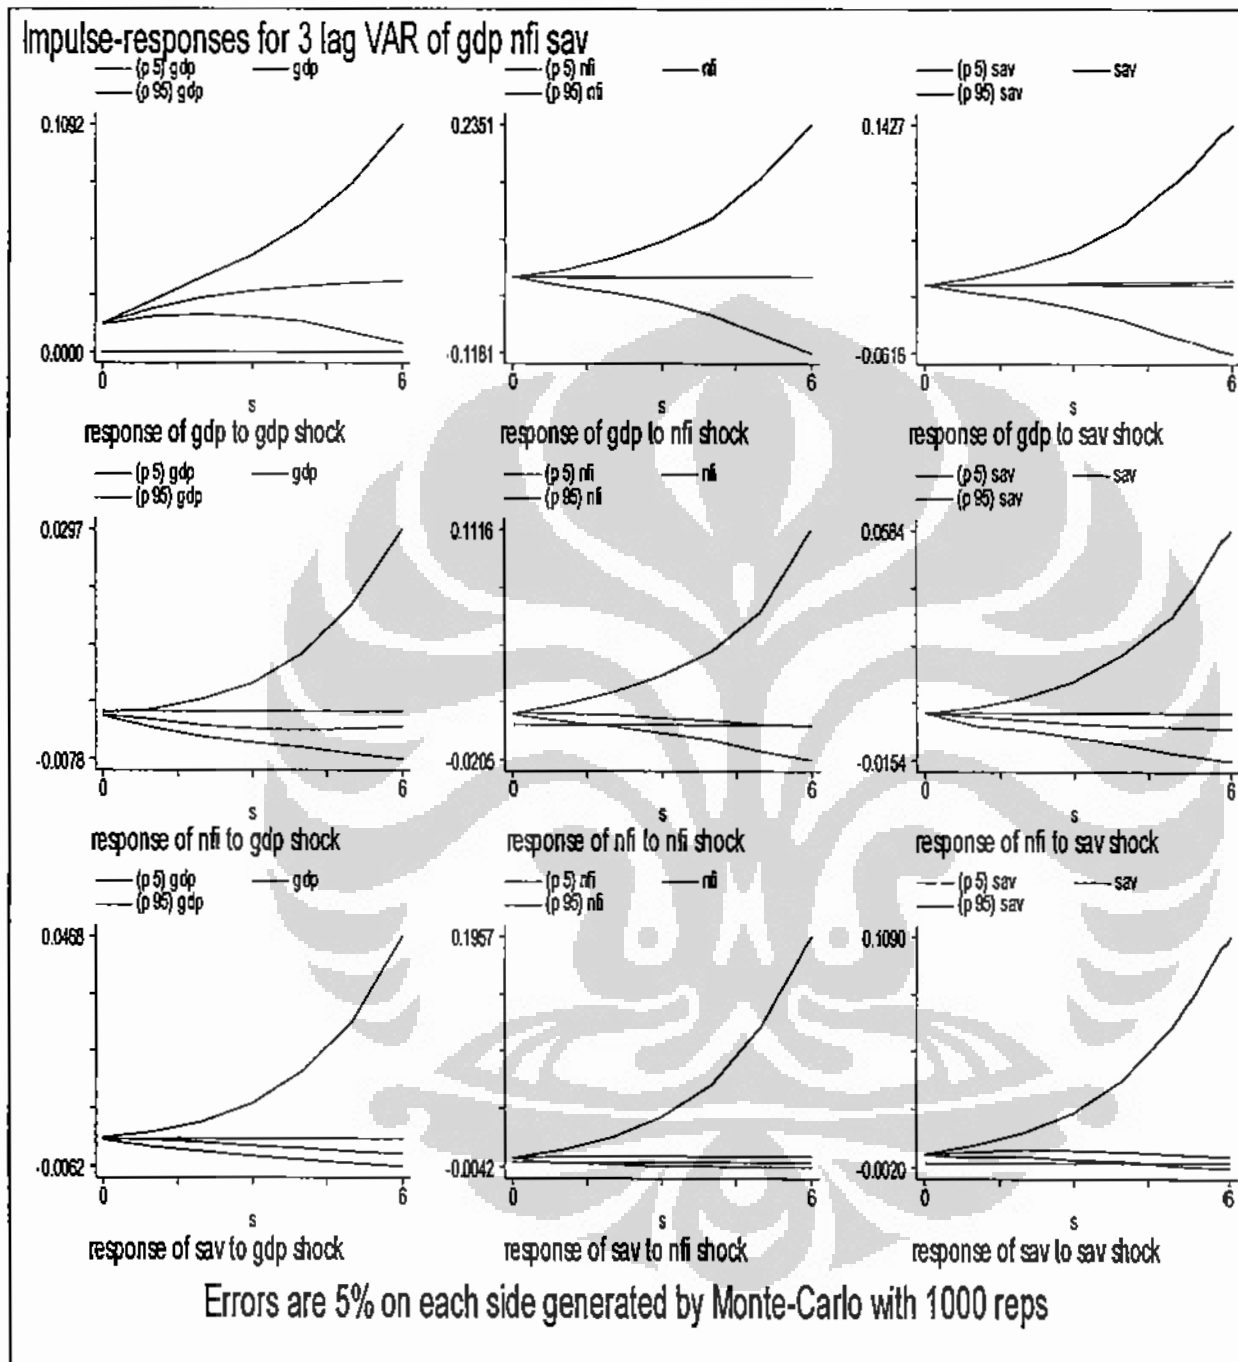 Impulse-responses for 3 lag VAR of gdp nfi sav
(p 5) gdp gdp
(p 95) gdp
(p 5) nfi nfi
(p 95) nfi
(p 5) sav sav
(p 95) sav
0.1092
0.0000
0 6
s
response of gdp to gdp shock
0.2351
-0.1181
0 6
s
response of gdp to nfi shock
0.1427
-0.0615
0 6
s
response of gdp to sav shock
(p 5) gdp gdp
(p 95) gdp
(p 5) nfi nfi
(p 95) nfi
(p 5) sav sav
(p 95) sav
0.0297
-0.0078
0 6
s
response of nfi to gdp shock
0.1116
-0.0206
0 6
s
response of nfi to nfi shock
0.0584
-0.0154
0 6
s
response of nfi to sav shock
(p 5) gdp gdp
(p 95) gdp
(p 5) nfi nfi
(p 95) nfi
(p 5) sav sav
(p 95) sav
0.0468
-0.0062
0 6
s
response of sav to gdp shock
0.1957
-0.0042
0 6
s
response of sav to nfi shock
0.1090
-0.0020
0 6
s
response of sav to sav shock
Errors are 5% on each side generated by Monte-Carlo with 1000 reps